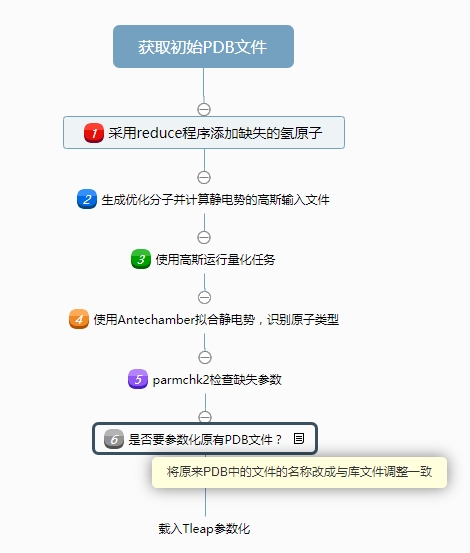 获取初始PDB文件
1 采用reduce程序添加缺失的氢原子
2 生成优化分子并计算静电势的高斯输入文件
3 使用高斯运行量化任务
4 使用Antechamber拟合静电势，识别原子类型
5 parmchk2检查缺失参数
6 是否要参数化原有PDB文件？
将原来PDB中的文件的名称改成与库文件调整一致
载入Tleap参数化